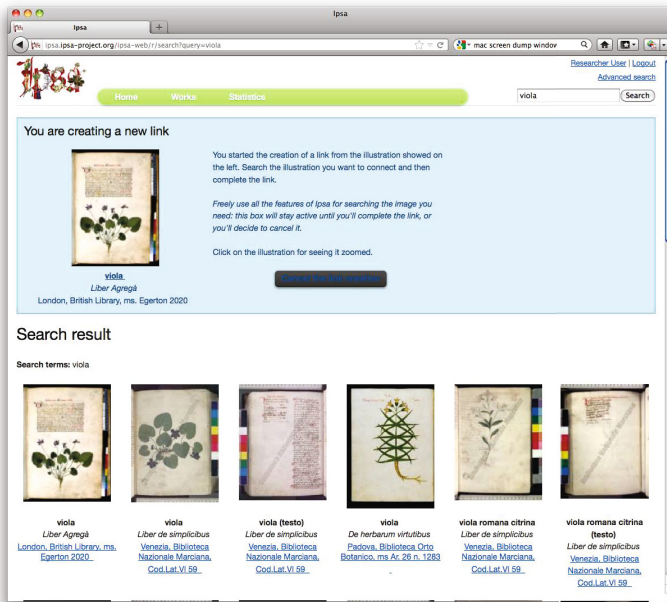 Ipsa
Ipsa
ipsa.ipsa-project.org/ipsa-web/r/search?query=viola
mac screen dump windov
Researcher User | Logout
Advanced search
Ipsa
Home Works Statistics
viola Search
You are creating a new link
You started the creation of a link from the illustration showed on
the left. Search the illustration you want to connect and then
complete the link.
Freely use all the features of Ipsa for searching the image you
need: this box will stay active until you'll complete the link, or
you'll decide to cancel it.
Click on the illustration for seeing it zoomed.
viola
Liber Agregà
London, British Library, ms. Egerton 2020
Search result
Search terms: viola
viola
Liber Agregà
London, British Library, ms.
Egerton 2020
viola
Liber de simplicibus
Venezia, Biblioteca
Nazionale Marciana,
Cod.Lat.VI 59
viola (testo)
Liber de simplicibus
Venezia, Biblioteca
Nazionale Marciana,
Cod.Lat.VI 59
viola
De herbarum virtutibus
Padova, Biblioteca Orto
Botanico, ms Ar. 26 n. 1283
viola romana citrina
Liber de simplicibus
Venezia, Biblioteca
Nazionale Marciana,
Cod.Lat.VI 59
viola romana citrina
(testo)
Liber de simplicibus
Venezia, Biblioteca
Nazionale Marciana,
Cod.Lat.VI 59